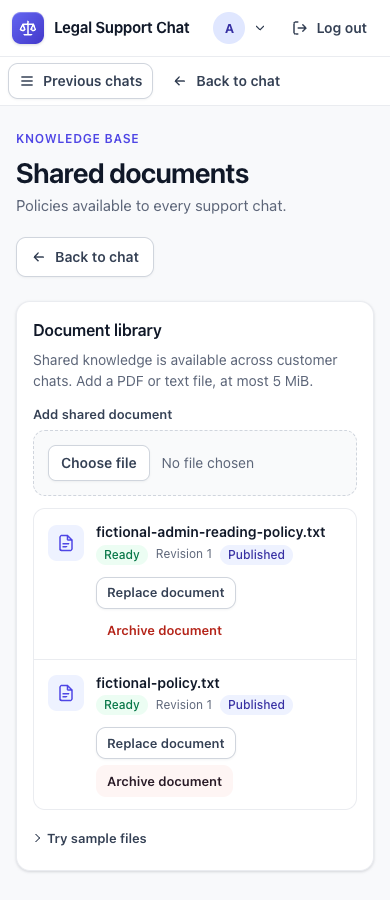 Legal Support Chat
A
Log out
Previous chats
Back to chat
KNOWLEDGE BASE
Shared documents
Policies available to every support chat.
Back to chat
Document library
Shared knowledge is available across customer
chats. Add a PDF or text file, at most 5 MiB.
Add shared document
Choose file No file chosen
fictional-admin-reading-policy.txt
Ready Revision 1 Published
Replace document
Archive document
fictional-policy.txt
Ready Revision 1 Published
Replace document
Archive document
Try sample files